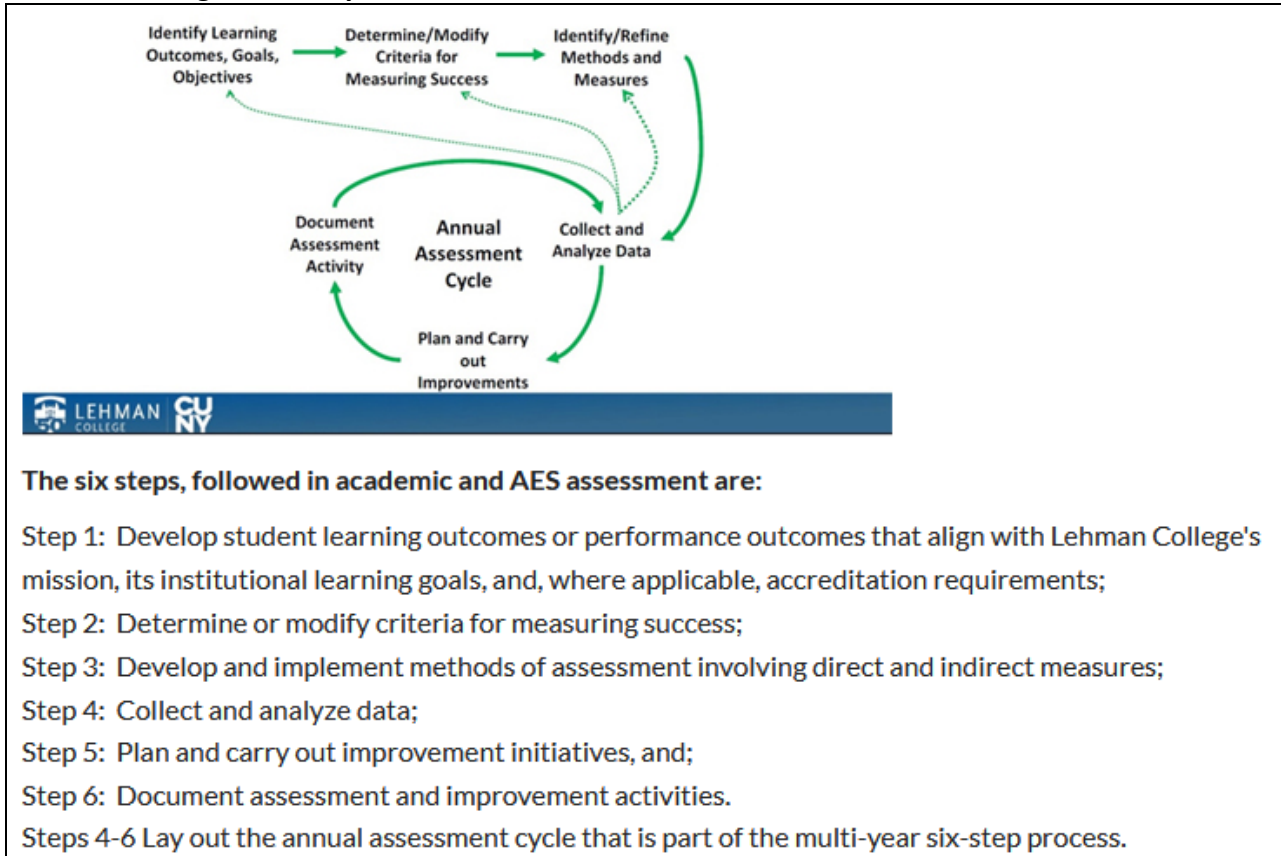 Identify Learning
Outcomes, Goals,
Objectives
Determine/Modify
Criteria for
Measuring Success
Identify/Refine
Methods and
Measures
Document
Assessment
Activity
Annual
Assessment
Cycle
Collect and
Analyze Data
Plan and Carry
out
Improvements
50 LEHMAN
COLLEGE
CU
NY
The six steps, followed in academic and AES assessment are:
Step 1: Develop student learning outcomes or performance outcomes that align with Lehman College's
mission, its institutional learning goals, and, where applicable, accreditation requirements;
Step 2: Determine or modify criteria for measuring success;
Step 3: Develop and implement methods of assessment involving direct and indirect measures;
Step 4: Collect and analyze data;
Step 5: Plan and carry out improvement initiatives, and;
Step 6: Document assessment and improvement activities.
Steps 4-6 Lay out the annual assessment cycle that is part of the multi-year six-step process.